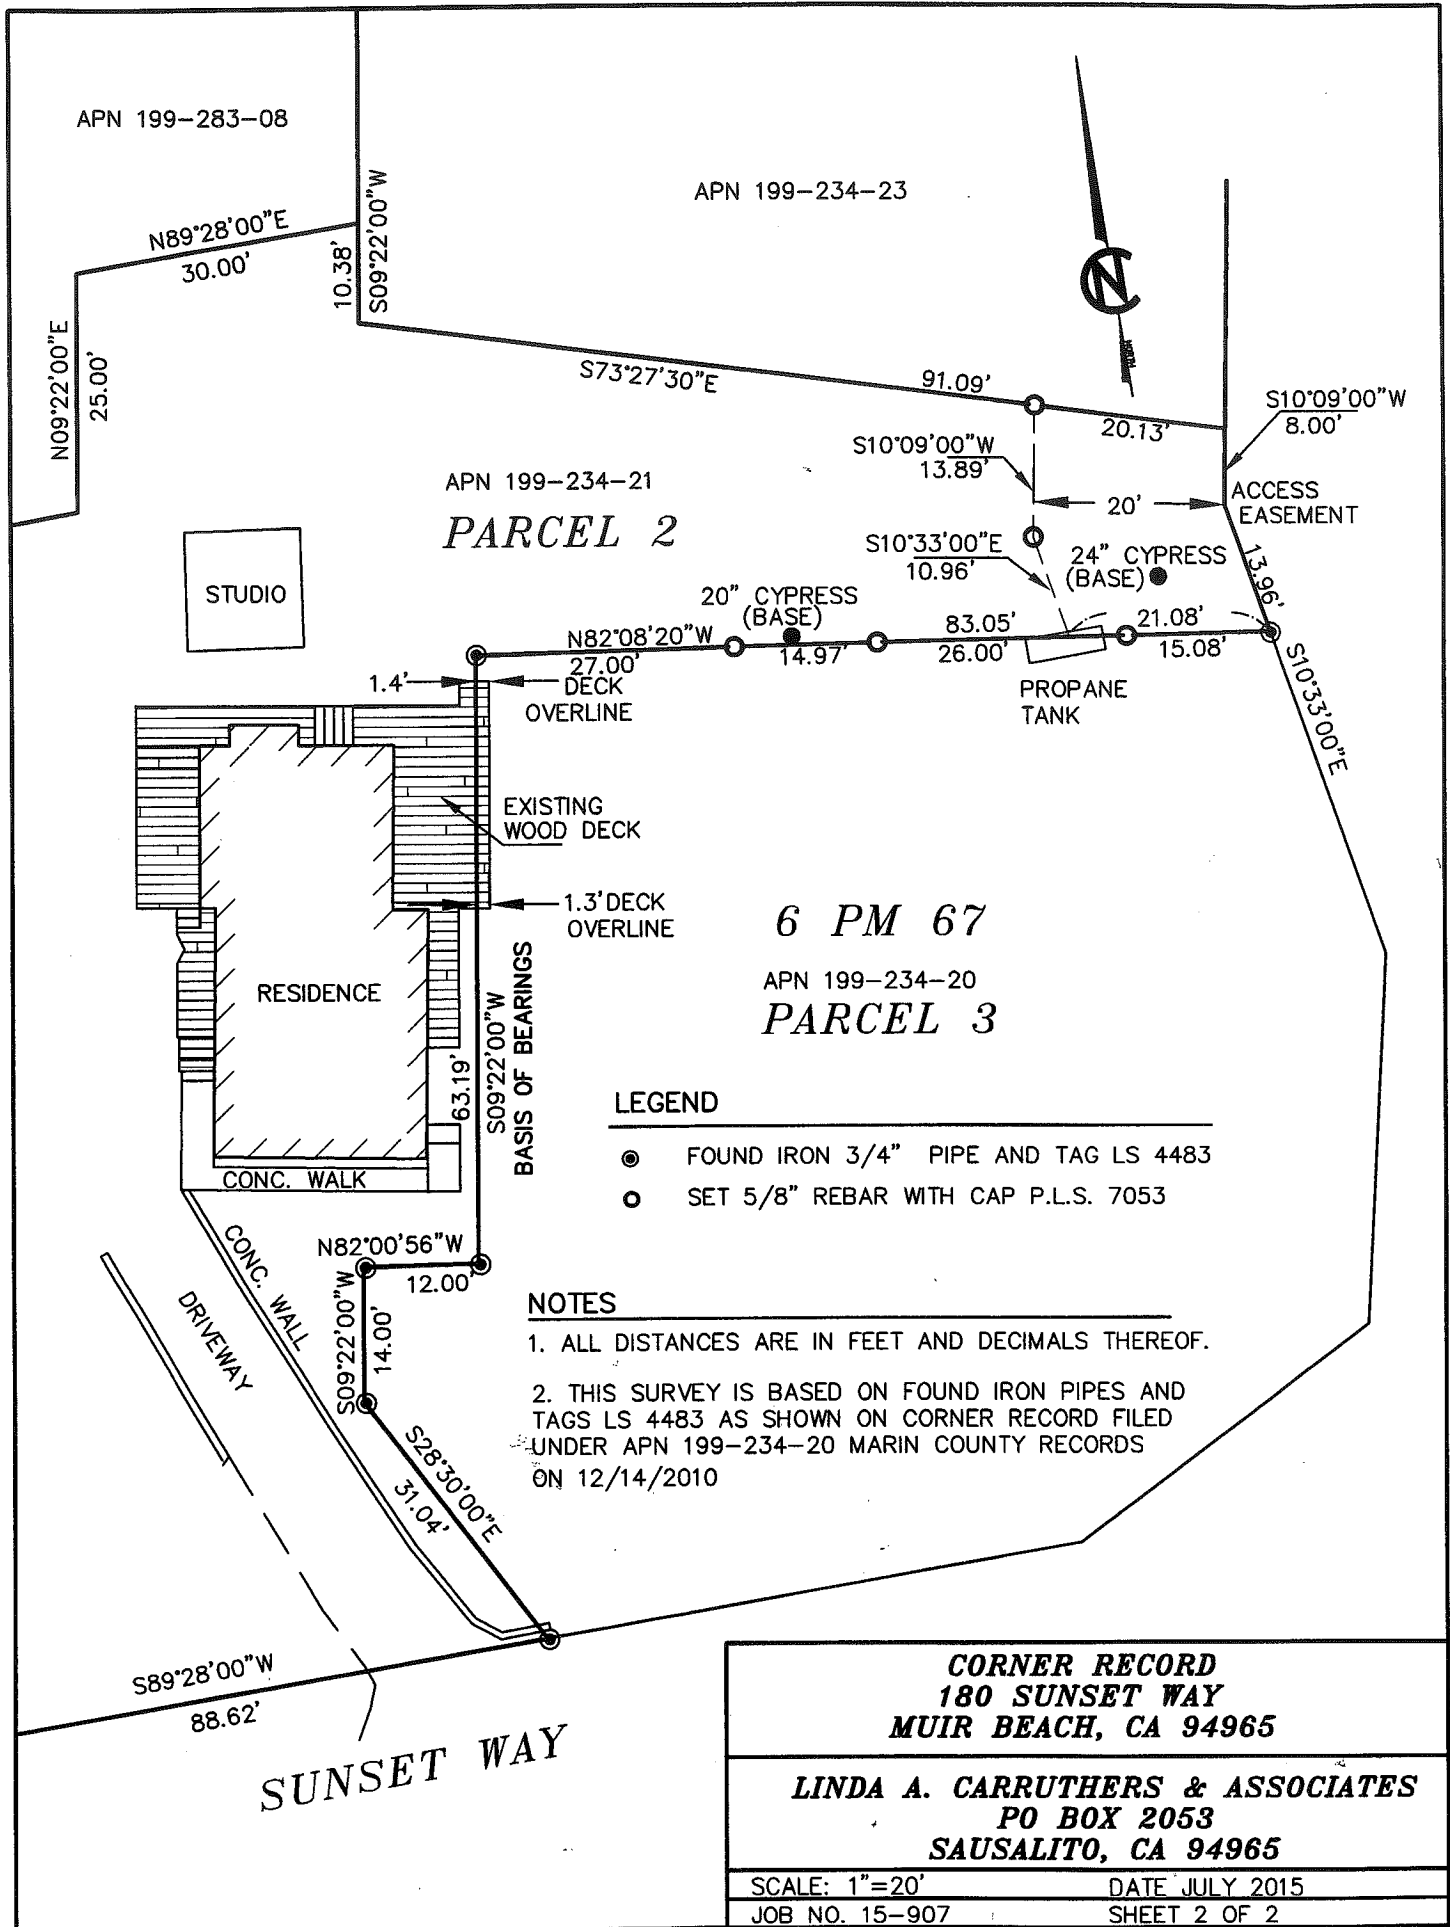 APN 199-283-08
APN 199-234-23
N89°28'00"E
30.00'
10.38'
S09°22'00"W
N09°22'00"E
25.00'
S73°27'30"E
91.09'
20.13'
S10°09'00"W
8.00'
S10°09'00"W
13.89'
20'
ACCESS
EASEMENT
APN 199-234-21
PARCEL 2
S10°33'00"E
10.96'
24" CYPRESS
(BASE)
13.96'
STUDIO
20" CYPRESS
(BASE)
N82°08'20"W
83.05'
21.08'
27.00'
14.97'
26.00'
15.08'
1.4'
DECK
OVERLINE
PROPANE
TANK
S10°33'00"E
EXISTING
WOOD DECK
1.3' DECK
OVERLINE
6 PM 67
APN 199-234-20
PARCEL 3
RESIDENCE
63.19'
S09°22'00"W
BASIS OF BEARINGS
LEGEND
FOUND IRON 3/4" PIPE AND TAG LS 4483
SET 5/8" REBAR WITH CAP P.L.S. 7053
CONC. WALK
CONC. WALL
DRIVEWAY
N82°00'56"W
12.00'
S09°22'00"W
14.00'
NOTES
1. ALL DISTANCES ARE IN FEET AND DECIMALS THEREOF.
2. THIS SURVEY IS BASED ON FOUND IRON PIPES AND
TAGS LS 4483 AS SHOWN ON CORNER RECORD FILED
UNDER APN 199-234-20 MARIN COUNTY RECORDS
ON 12/14/2010
S28°30'00"E
31.04'
S89°28'00"W
88.62'
SUNSET WAY
CORNER RECORD
180 SUNSET WAY
MUIR BEACH, CA 94965
LINDA A. CARRUTHERS & ASSOCIATES
PO BOX 2053
SAUSALITO, CA 94965
SCALE: 1"=20'
DATE JULY 2015
JOB NO. 15-907
SHEET 2 OF 2